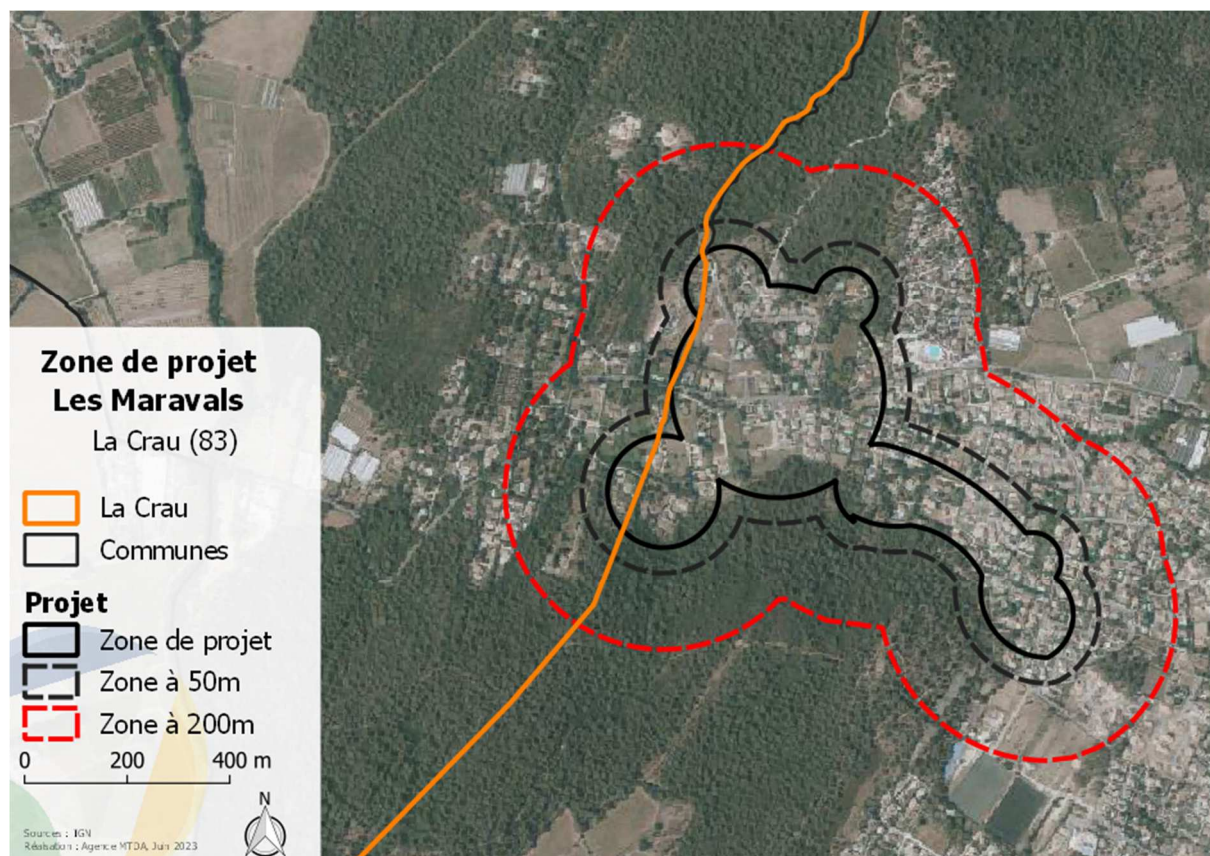 Zone de projet
Les Maravals
La Crau (83)
La Crau
Communes
Projet
Zone de projet
Zone à 50m
Zone à 200m
0 200 400 m
N
Sources : IGN
Réalisation : Agence MTDA, Juin 2023